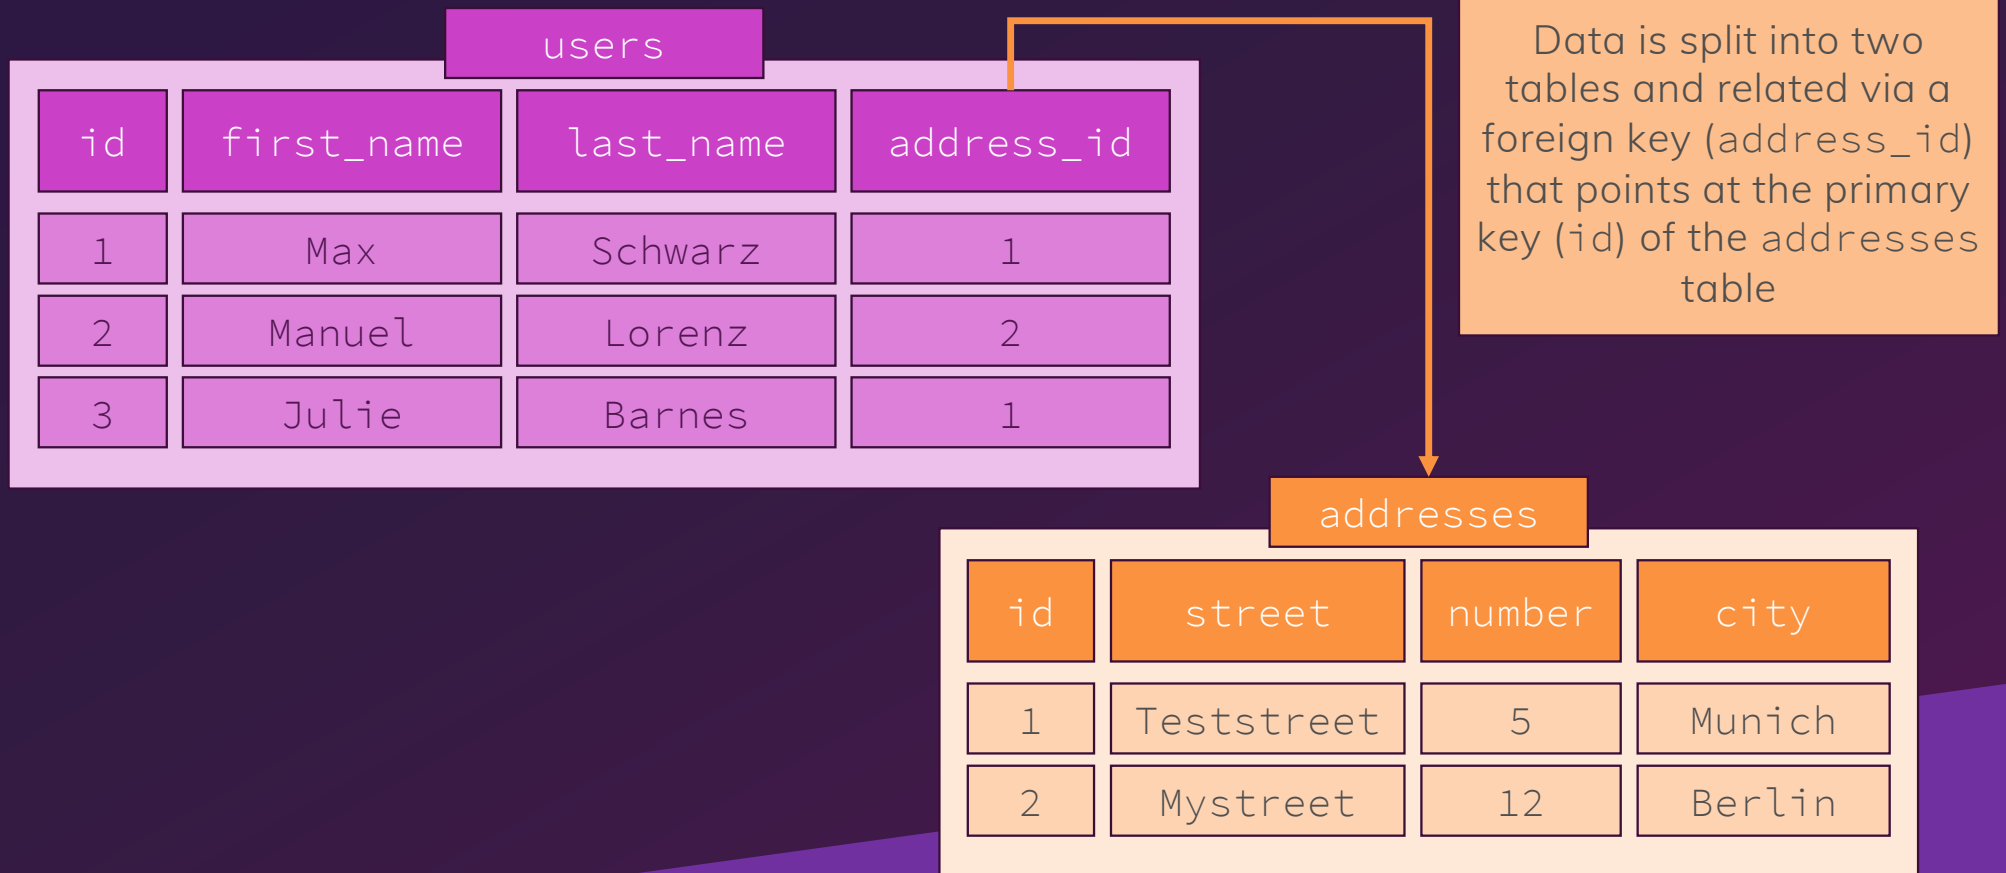 users
id first_name last_name address_id
1 Max Schwarz 1
2 Manuel Lorenz 2
3 Julie Barnes 1
Data is split into two
tables and related via a
foreign key (address_id)
that points at the primary
key (id) of the addresses
table
addresses
id street number city
1 Teststreet 5 Munich
2 Mystreet 12 Berlin